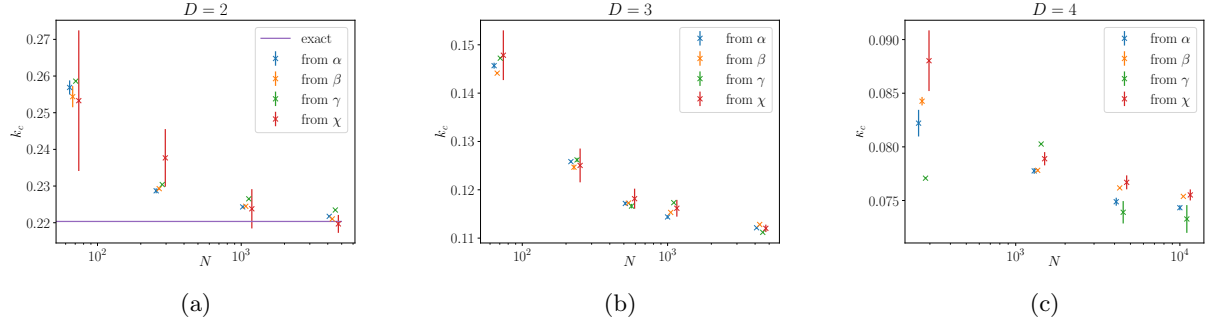 D = 2
0.27
0.26
0.25
0.24
0.23
0.22
k_c
10^2
10^3
N
exact
from α
from β
from γ
from χ
(a)
D = 3
0.15
0.14
0.13
0.12
0.11
k_c
10^2
10^3
N
from α
from β
from γ
from χ
(b)
D = 4
0.090
0.085
0.080
0.075
κ_c
10^3
10^4
N
from α
from β
from γ
from χ
(c)